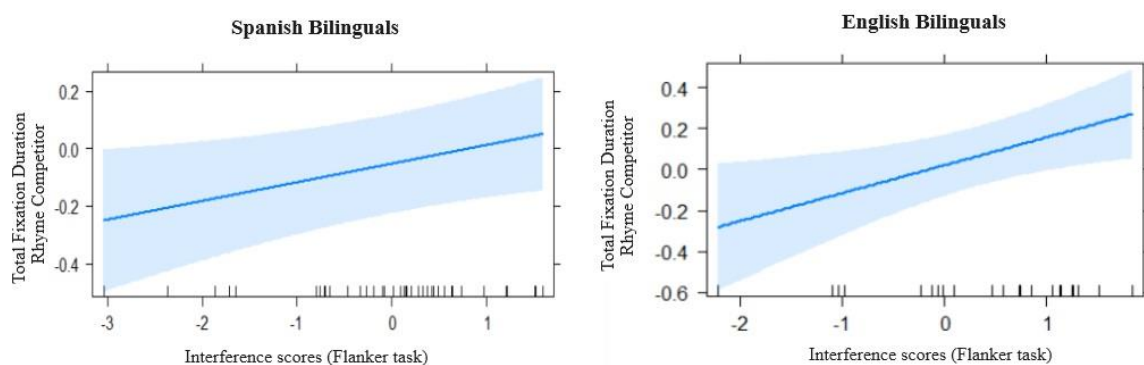 Spanish Bilinguals
Total Fixation Duration
Rhyme Competitor
0.2
0.0
-0.2
-0.4
-3
-2
-1
0
1
Interference scores (Flanker task)
English Bilinguals
Total Fixation Duration
Rhyme Competitor
0.4
0.2
0.0
-0.2
-0.4
-0.6
-2
-1
0
1
Interference scores (Flanker task)